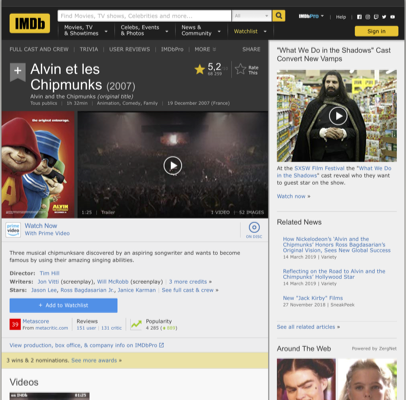 IMDb
Find Movies, TV shows, Celebrities and more...
All
IMDbPro
Help
Movies, TV
& Showtimes
Celebs, Events
& Photos
News &
Community
Watchlist
Sign in
FULL CAST AND CREW | TRIVIA | USER REVIEWS | IMDbPro | MORE
SHARE
Alvin et les
Chipmunks (2007)
5,2
Rate
This
Alvin and the Chipmunks (original title)
Tous publics | 1h 32min | Animation, Comedy, Family | 19 December 2007 (France)
ALVIN
1:25 | Trailer
3 VIDEO
82 IMAGES
prime video
Watch Now
With Prime Video
ON DISC
Three musical chipmunksare discovered by an aspiring songwriter and wants to become
famous by using their amazing singing abilities.
Director: Tim Hill
Writers: Jon Vitti (screenplay), Will McRobb (screenplay) | 3 more credits »
Stars: Jason Lee, Ross Bagdasarian Jr., Janice Karman | See full cast & crew »
+ Add to Watchlist
39
Metascore
From metacritic.com
Reviews
151 user | 131 critic
Popularity
View production, box office, & company info on IMDbPro
3 wins & 2 nominations. See more awards »
Videos
"What We Do in the Shadows" Cast
Convert New Vamps
At the SXSW Film Festival the "What We
Do in the Shadows" cast reveal who they want
to guest star on the show.
Watch now »
Related News
How Nickelodeon's 'Alvin and the
Chipmunks' Honors Ross Bagdasarian's
Original Vision, Sees New Global Success
14 March 2019 | Variety
Reflecting on the Road to Alvin and the
Chipmunks' Hollywood Star
14 March 2019 | Variety
New "Jack Kirby" Films
27 November 2018 | SneakPeek
See all related articles »
Around The Web
Powered by ZergNet